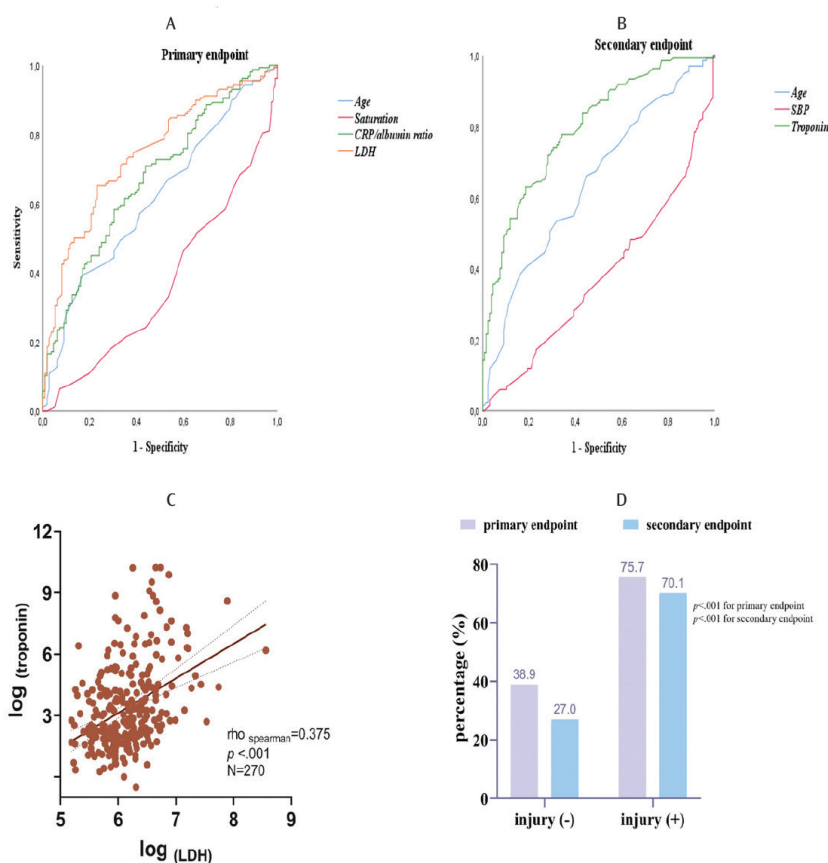 A
Primary endpoint
1,0
0,8
0,6
0,4
0,2
0,0
Sensitivity
0,0 0,2 0,4 0,6 0,8 1,0
1 - Specificity
Age
Saturation
CRP/albumin ratio
LDH
B
Secondary endpoint
1,0
0,8
0,6
0,4
0,2
0,0
0,0 0,2 0,4 0,6 0,8 1,0
1 - Specificity
Age
SBP
Troponin
C
12
9
6
3
log (troponin)
5 6 7 8 9
log (LDH)
rho spearman=0.375
p <.001
N=270
D
primary endpoint secondary endpoint
80
60
40
20
0
percentage (%)
38.9
27.0
75.7
70.1
injury (-) injury (+)
p<.001 for primary endpoint
p<.001 for secondary endpoint